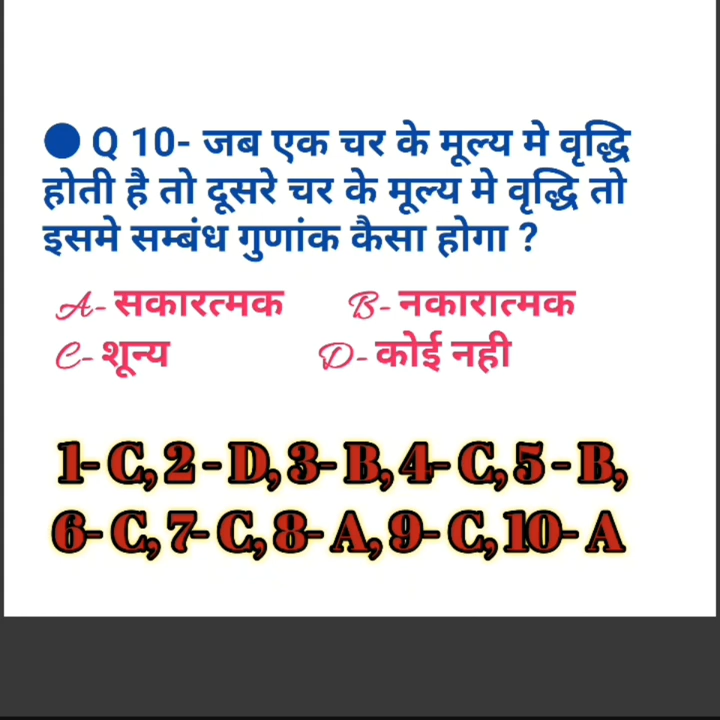 Q 10- जब एक चर के मूल्य मे वृद्धि
होती है तो दूसरे चर के मूल्य मे वृद्धि तो
इसमे सम्बंध गुणांक कैसा होगा ?
A- सकारत्मक B- नकारात्मक
C- शून्य D- कोई नही
1-C, 2-D, 3-B, 4-C, 5-B,
6-C, 7-C, 8-A, 9-C, 10-A